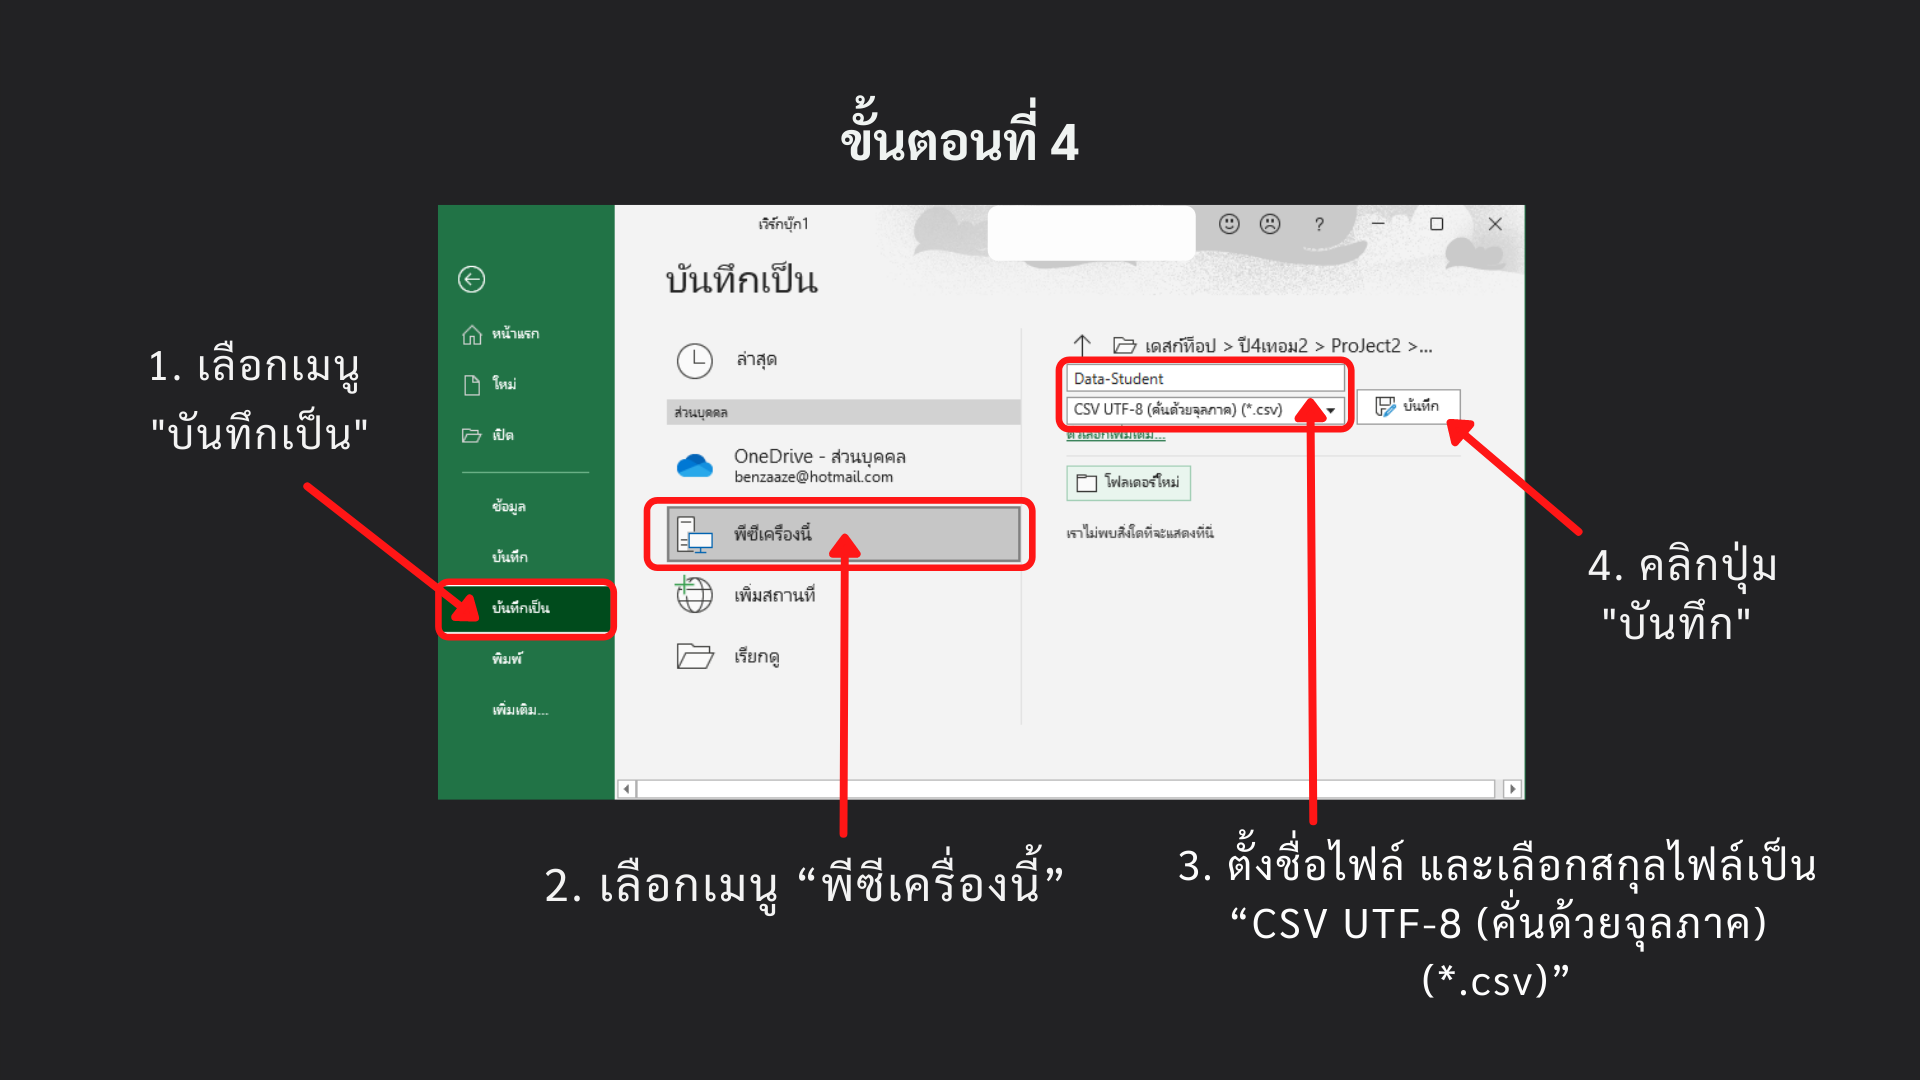 ขั้นตอนที่ 4
1. เลือกเมนู
"บันทึกเป็น"
เวิร์กบุ๊ก1
?
บันทึกเป็น
หน้าแรก
ใหม่
เปิด
ข้อมูล
บันทึก
บันทึกเป็น
พิมพ์
เพิ่มเติม...
ล่าสุด
ส่วนบุคคล
OneDrive - ส่วนบุคคล
benzaaze@hotmail.com
พีซีเครื่องนี้
เพิ่มสถานที่
เรียกดู
เดสก์ท็อป > ปี4เทอม2 > ProJect2 >...
Data-Student
CSV UTF-8 (คั่นด้วยจุลภาค) (*.csv)
บันทึก
ตัวเลือกเพิ่มเติม...
โฟลเดอร์ใหม่
เราไม่พบสิ่งใดที่จะแสดงที่นี่
4. คลิกปุ่ม
"บันทึก"
2. เลือกเมนู “พีซีเครื่องนี้”
3. ตั้งชื่อไฟล์ และเลือกสกุลไฟล์เป็น
“CSV UTF-8 (คั่นด้วยจุลภาค)
(*.csv)”